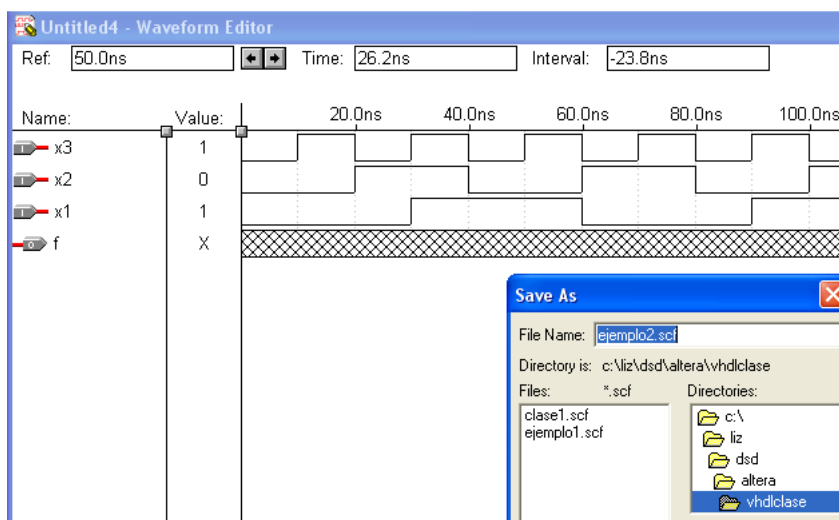 Untitled4 - Waveform Editor
Ref: 50.0ns Time: 26.2ns Interval: -23.8ns
Name: Value: 20.0ns 40.0ns 60.0ns 80.0ns 100.0ns
x3 1
x2 0
x1 1
f X
Save As
File Name: ejemplo2.scf
Directory is: c:\liz\dsd\altera\vhdlclase
Files: *.scf Directories:
clase1.scf c:\
ejemplo1.scf liz
dsd
altera
vhdlclase